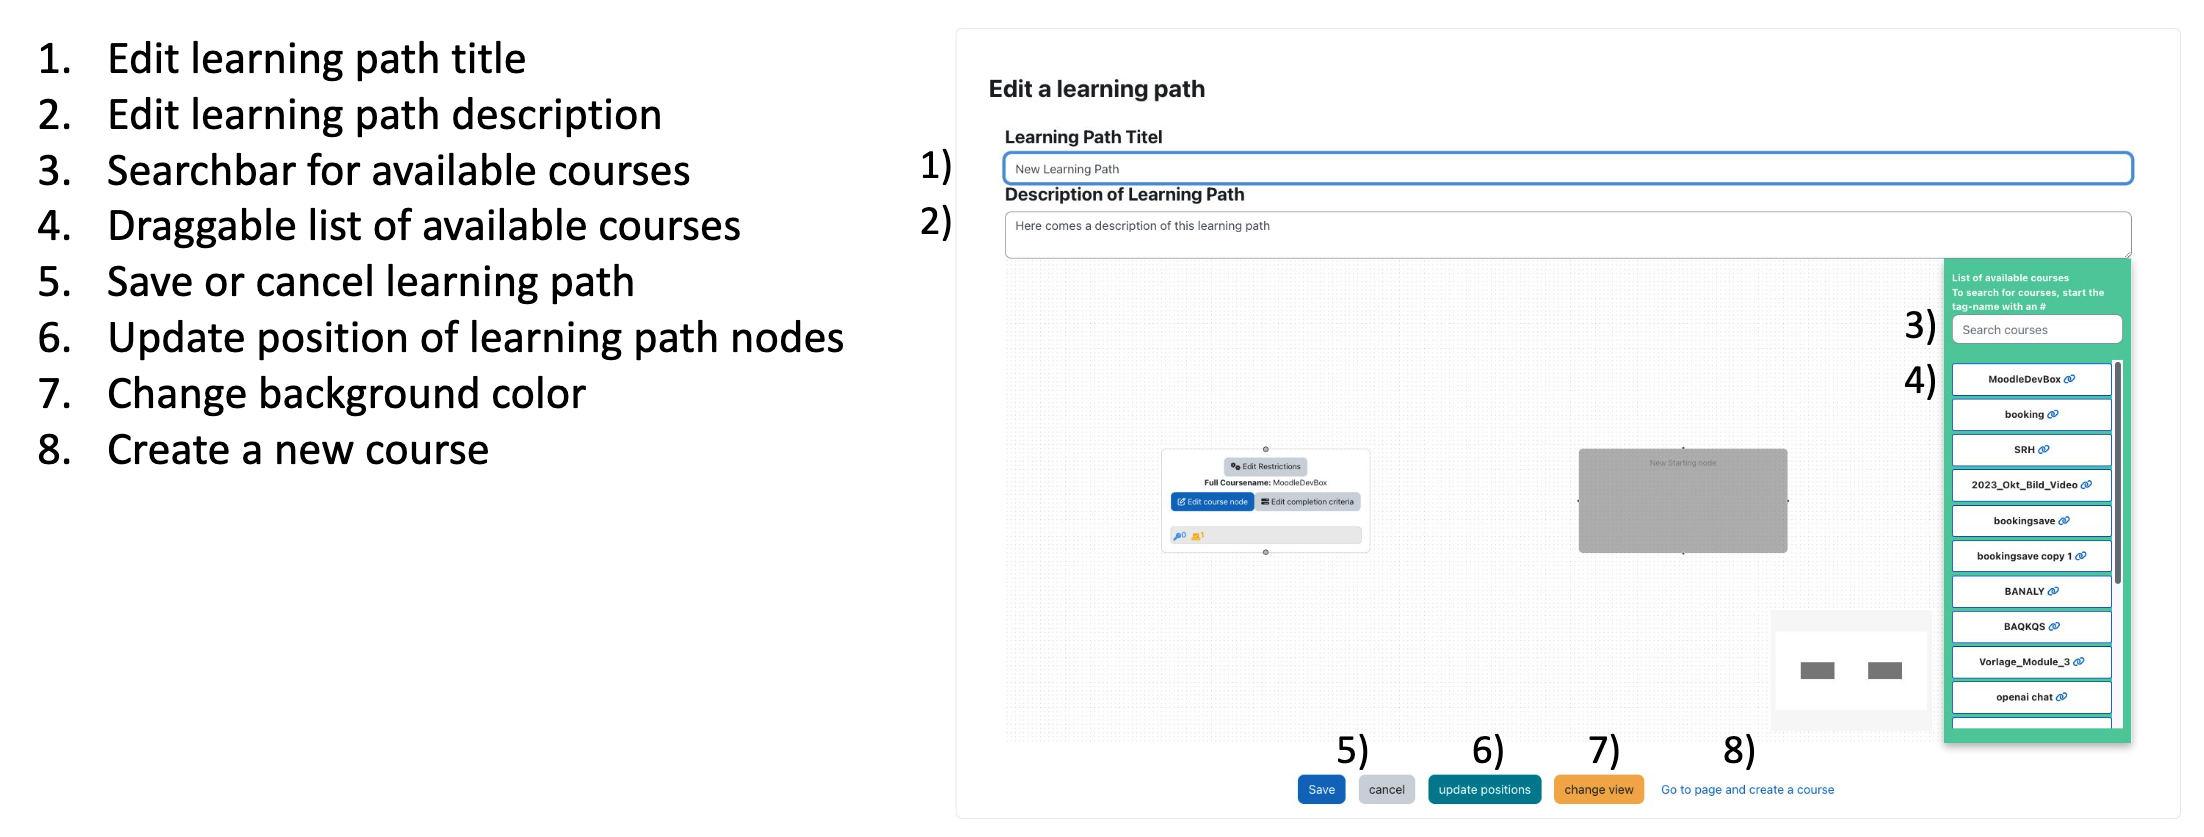 1. Edit learning path title
2. Edit learning path description
3. Searchbar for available courses
4. Draggable list of available courses
5. Save or cancel learning path
6. Update position of learning path nodes
7. Change background color
8. Create a new course
Edit a learning path
Learning Path Titel
1)
New Learning Path
Description of Learning Path
2)
Here comes a description of this learning path
List of available courses
To search for courses, start the
tag-name with an #
3)
Search courses
4)
MoodleDevBox
booking
SRH
2023_Okt_Bild_Video
bookingsave
bookingsave copy 1
BANALY
BAQKQS
Vorlage_Module_3
openai chat
Edit Restrictions
Full Coursename: MoodleDevBox
Edit course node
Edit completion criteria
0 1
New Starting node
5) 6) 7) 8)
Save cancel update positions change view Go to page and create a course